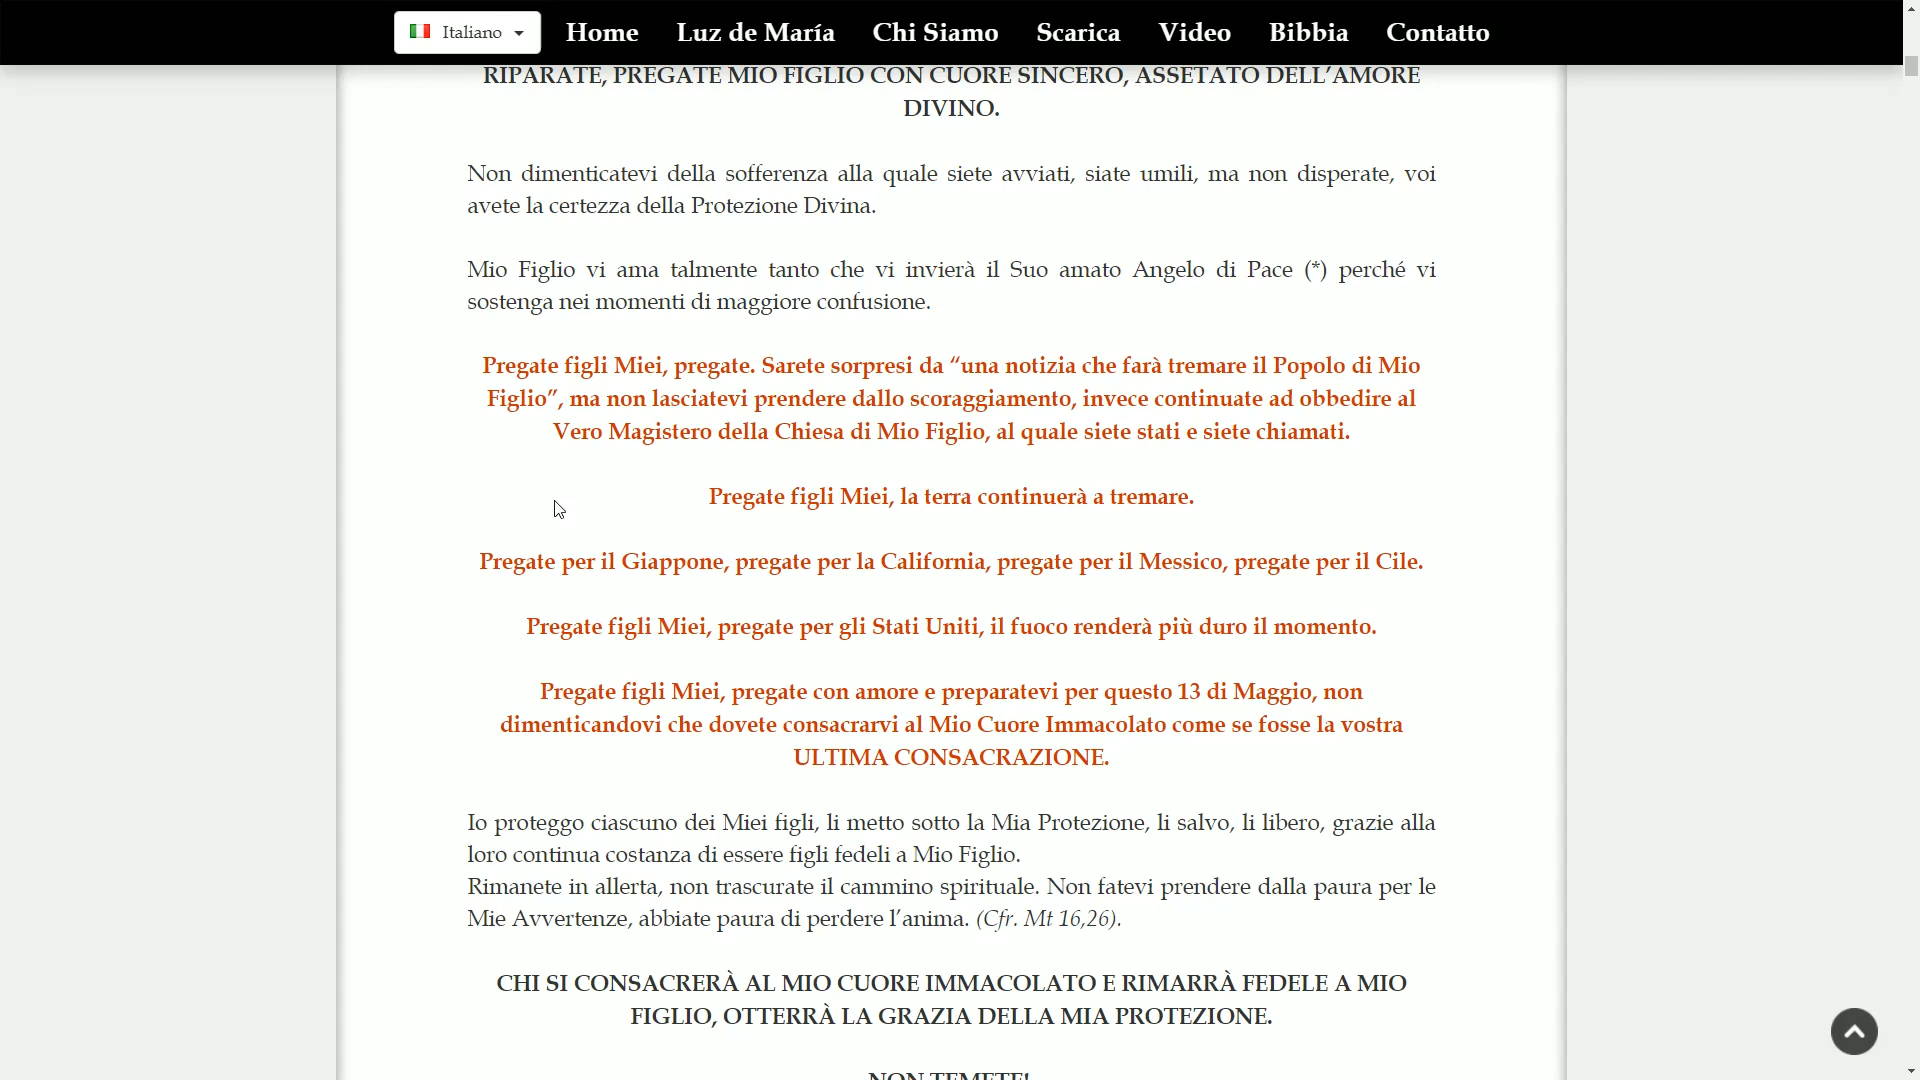 Italiano
Home
Luz de María
Chi Siamo
Scarica
Video
Bibbia
Contatto
RIPARATE, PREGATE MIO FIGLIO CON CUORE SINCERO, ASSETATO DELL’AMORE
DIVINO.
Non dimenticatevi della sofferenza alla quale siete avviati, siate umili, ma non disperate, voi
avete la certezza della Protezione Divina.
Mio Figlio vi ama talmente tanto che vi invierà il Suo amato Angelo di Pace (*) perché vi
sostenga nei momenti di maggiore confusione.
Pregate figli Miei, pregate. Sarete sorpresi da “una notizia che farà tremare il Popolo di Mio
Figlio”, ma non lasciatevi prendere dallo scoraggiamento, invece continuate ad obbedire al
Vero Magistero della Chiesa di Mio Figlio, al quale siete stati e siete chiamati.
Pregate figli Miei, la terra continuerà a tremare.
Pregate per il Giappone, pregate per la California, pregate per il Messico, pregate per il Cile.
Pregate figli Miei, pregate per gli Stati Uniti, il fuoco renderà più duro il momento.
Pregate figli Miei, pregate con amore e preparatevi per questo 13 di Maggio, non
dimenticandovi che dovete consacrarvi al Mio Cuore Immacolato come se fosse la vostra
ULTIMA CONSACRAZIONE.
Io proteggo ciascuno dei Miei figli, li metto sotto la Mia Protezione, li salvo, li libero, grazie alla
loro continua costanza di essere figli fedeli a Mio Figlio.
Rimanete in allerta, non trascurate il cammino spirituale. Non fatevi prendere dalla paura per le
Mie Avvertenze, abbiate paura di perdere l’anima. (Cfr. Mt 16,26).
CHI SI CONSACRERÀ AL MIO CUORE IMMACOLATO E RIMARRÀ FEDELE A MIO
FIGLIO, OTTERRÀ LA GRAZIA DELLA MIA PROTEZIONE.
NON TEMETE!